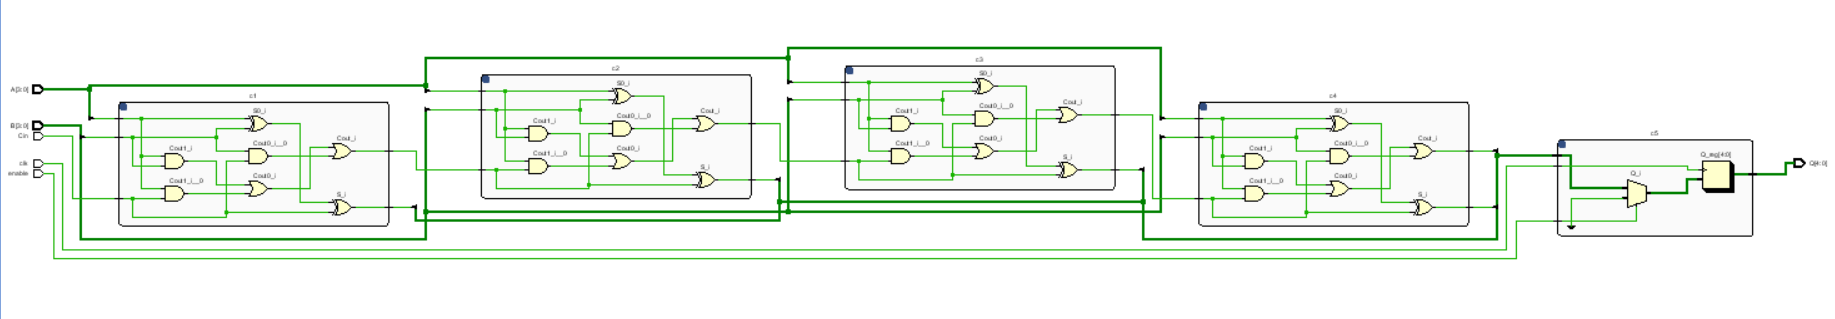 A[3:0]
B[3:0]
Cin
clk
enable
c1
S0_i
Cout1_i
Cout0_i__0
Cout_i
Cout1_i__0
Cout0_i
S_i
c2
S0_i
Cout1_i
Cout0_i__0
Cout_i
Cout1_i__0
Cout0_i
S_i
c3
S0_i
Cout1_i
Cout0_i__0
Cout_i
Cout1_i__0
Cout0_i
S_i
c4
S0_i
Cout1_i
Cout0_i__0
Cout_i
Cout1_i__0
Cout0_i
S_i
c5
Q_i
Q_reg[4:0]
Q[4:0]